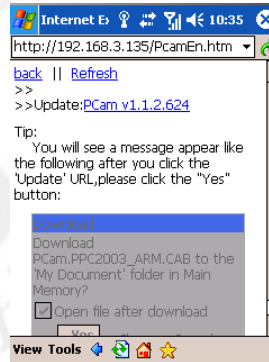 Internet E
10:35
http://192.168.3.135/PcamEn.htm
back || Refresh
>>
>>Update:PCam v1.1.2.624
Tip:
You will see a message appear like
the following after you click the
'Update' URL,please click the "Yes"
button:
Download
Download
PCam.PPC2003_ARM.CAB to the
'My Document' folder in Main
Memory?
Open file after download
Yes
View Tools